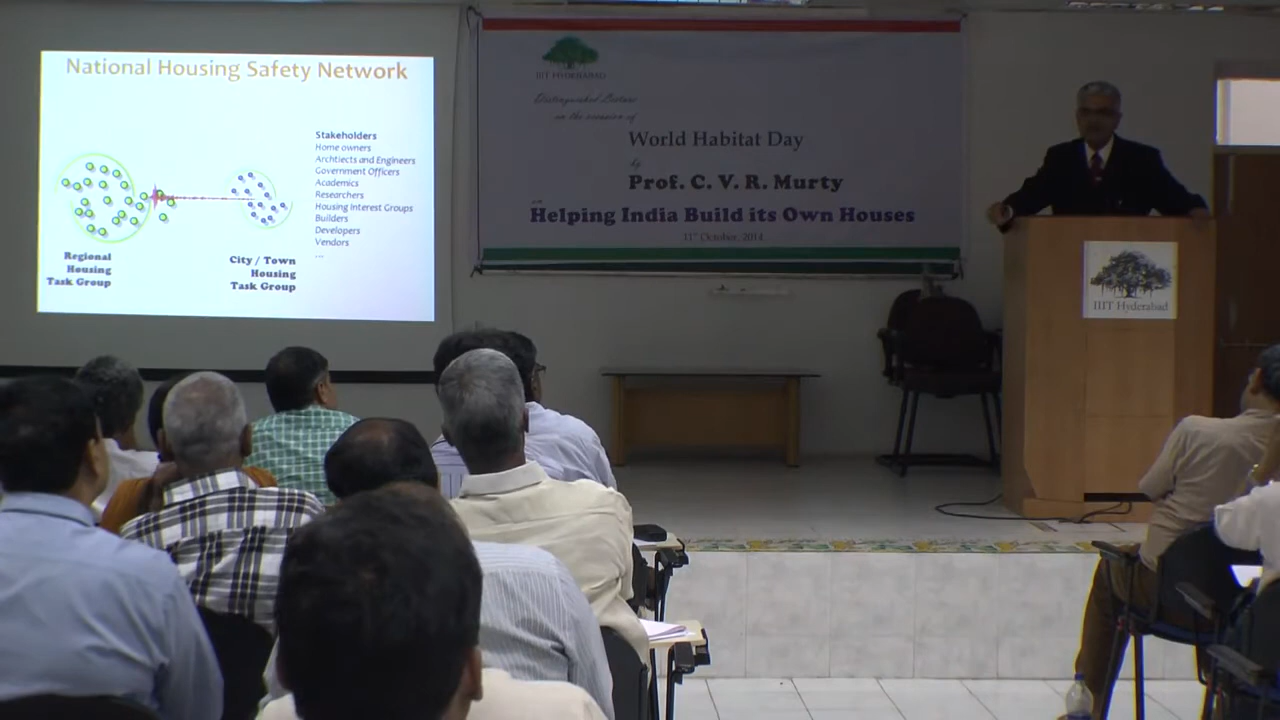 National Housing Safety Network
Stakeholders
Home owners
Architects and Engineers
Government Officers
Academics
Researchers
Housing Interest Groups
Builders
Developers
Vendors
...
Regional
Housing
Task Group
City / Town
Housing
Task Group
IIIT HYDERABAD
Distinguished Lecture
on the occasion of
World Habitat Day
by
Prof. C. V. R. Murty
on
Helping India Build its Own Houses
11th October, 2014
IIIT Hyderabad